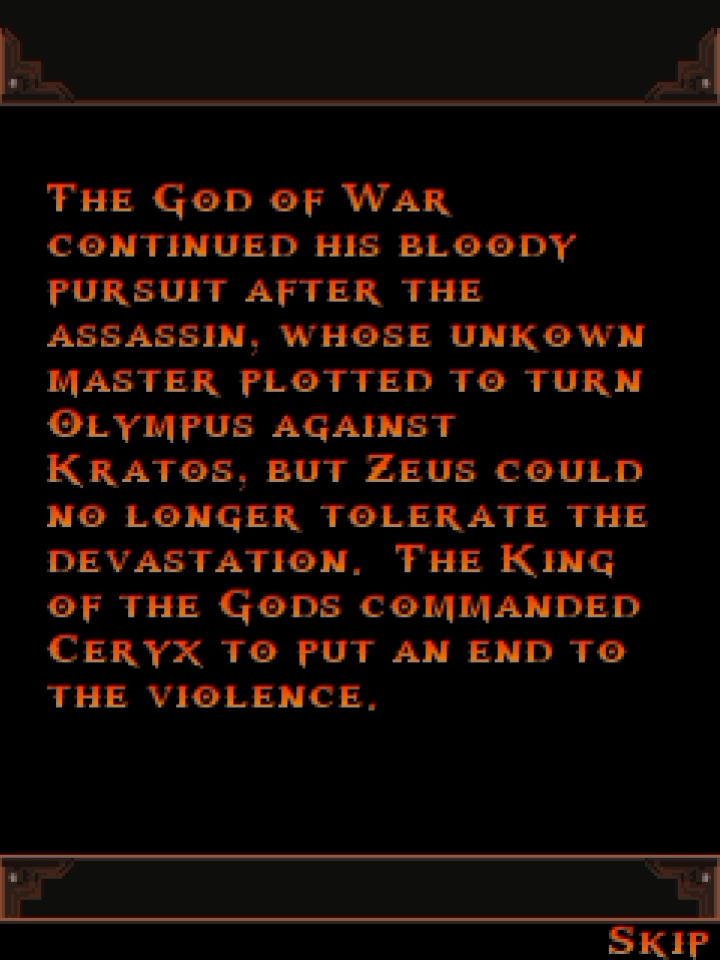 The God of War
continued his bloody
pursuit after the
assassin, whose unkown
master plotted to turn
Olympus against
Kratos, but Zeus could
no longer tolerate the
devastation.  The King
of the Gods commanded
Ceryx to put an end to
the violence.
Skip